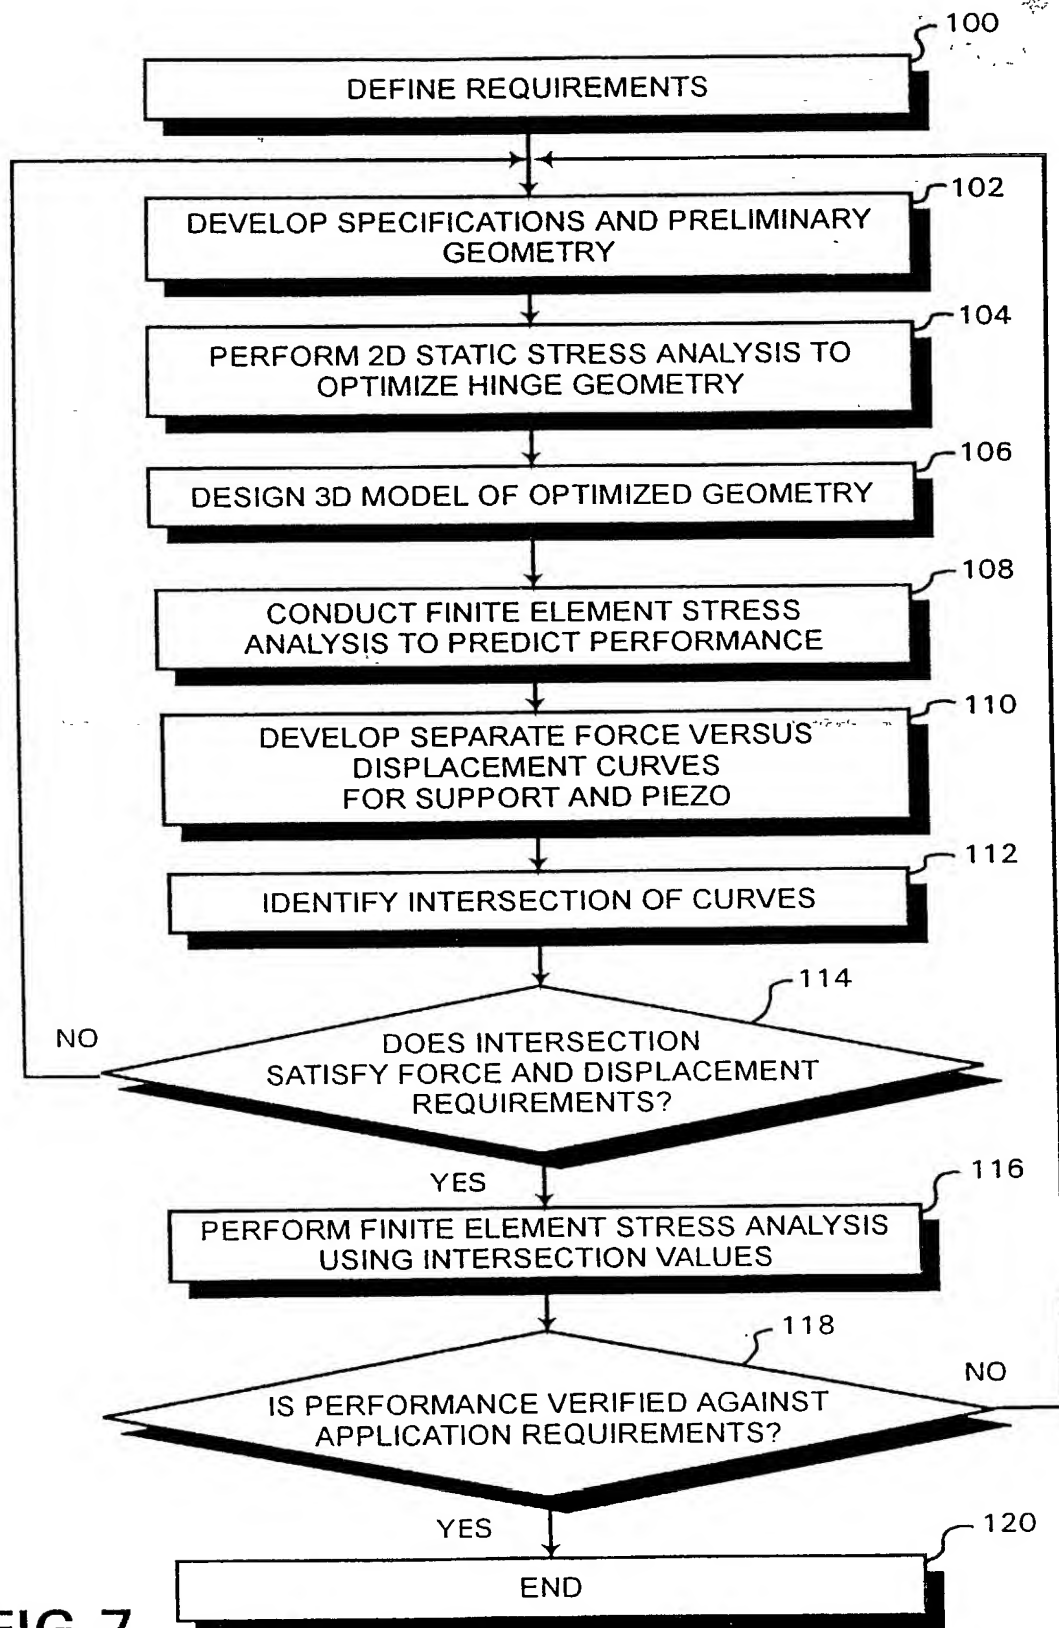 100
DEFINE REQUIREMENTS
102
DEVELOP SPECIFICATIONS AND PRELIMINARY
GEOMETRY
104
PERFORM 2D STATIC STRESS ANALYSIS TO
OPTIMIZE HINGE GEOMETRY
106
DESIGN 3D MODEL OF OPTIMIZED GEOMETRY
108
CONDUCT FINITE ELEMENT STRESS
ANALYSIS TO PREDICT PERFORMANCE
110
DEVELOP SEPARATE FORCE VERSUS
DISPLACEMENT CURVES
FOR SUPPORT AND PIEZO
112
IDENTIFY INTERSECTION OF CURVES
114
NO
DOES INTERSECTION
SATISFY FORCE AND DISPLACEMENT
REQUIREMENTS?
YES
116
PERFORM FINITE ELEMENT STRESS ANALYSIS
USING INTERSECTION VALUES
118
NO
IS PERFORMANCE VERIFIED AGAINST
APPLICATION REQUIREMENTS?
YES
120
END
FIG. 7